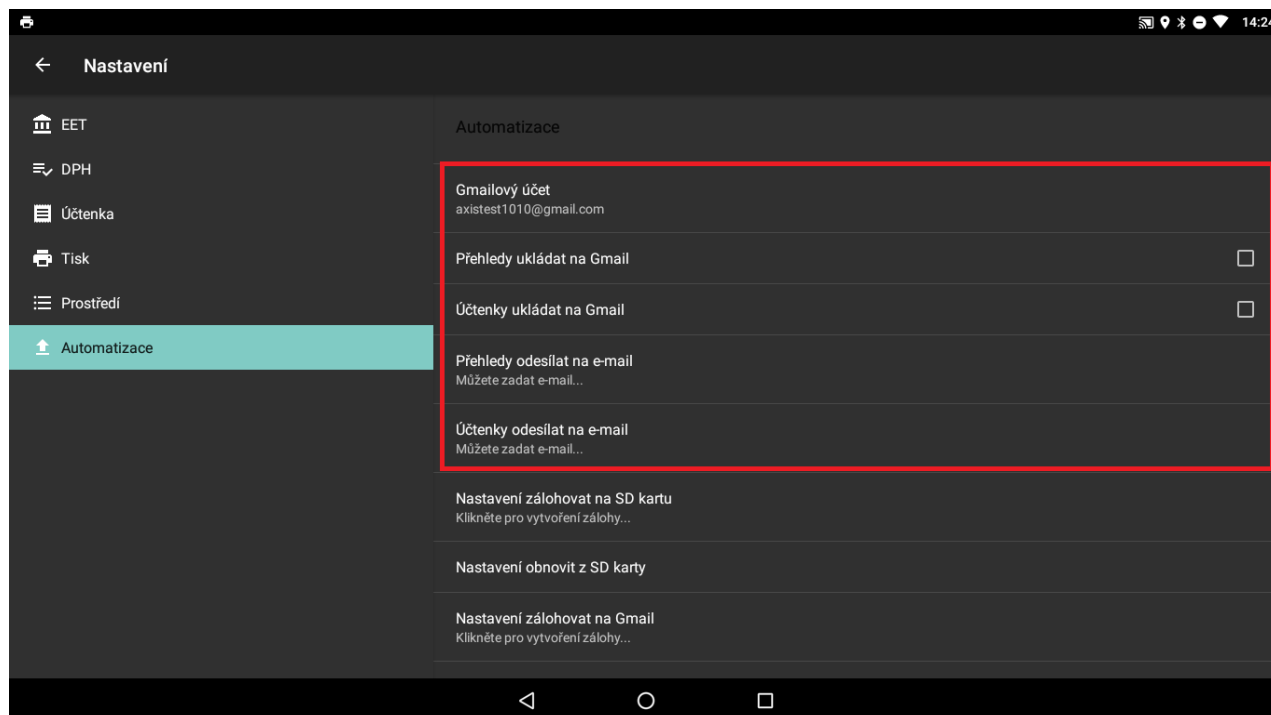 14:24
Nastavení
EET
DPH
Účtenka
Tisk
Prostředí
Automatizace
Automatizace
Gmailový účet
axistest1010@gmail.com
Přehledy ukládat na Gmail
Účtenky ukládat na Gmail
Přehledy odesílat na e-mail
Můžete zadat e-mail...
Účtenky odesílat na e-mail
Můžete zadat e-mail...
Nastavení zálohovat na SD kartu
Klikněte pro vytvoření zálohy...
Nastavení obnovit z SD karty
Nastavení zálohovat na Gmail
Klikněte pro vytvoření zálohy...